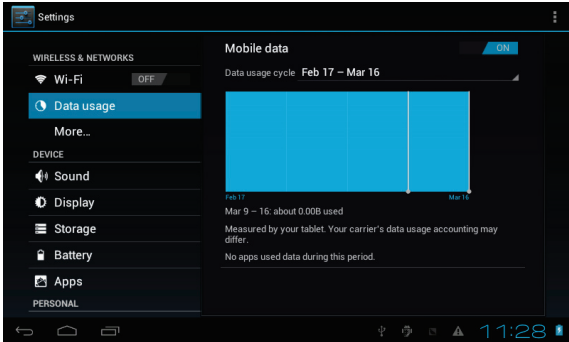 Settings
WIRELESS & NETWORKS
Wi-Fi OFF
Data usage
More...
DEVICE
Sound
Display
Storage
Battery
Apps
PERSONAL
Mobile data ON
Data usage cycle Feb 17 – Mar 16
Feb 17 Mar 16
Mar 9 – 16: about 0.00B used
Measured by your tablet. Your carrier's data usage accounting may
differ.
No apps used data during this period.
11:28